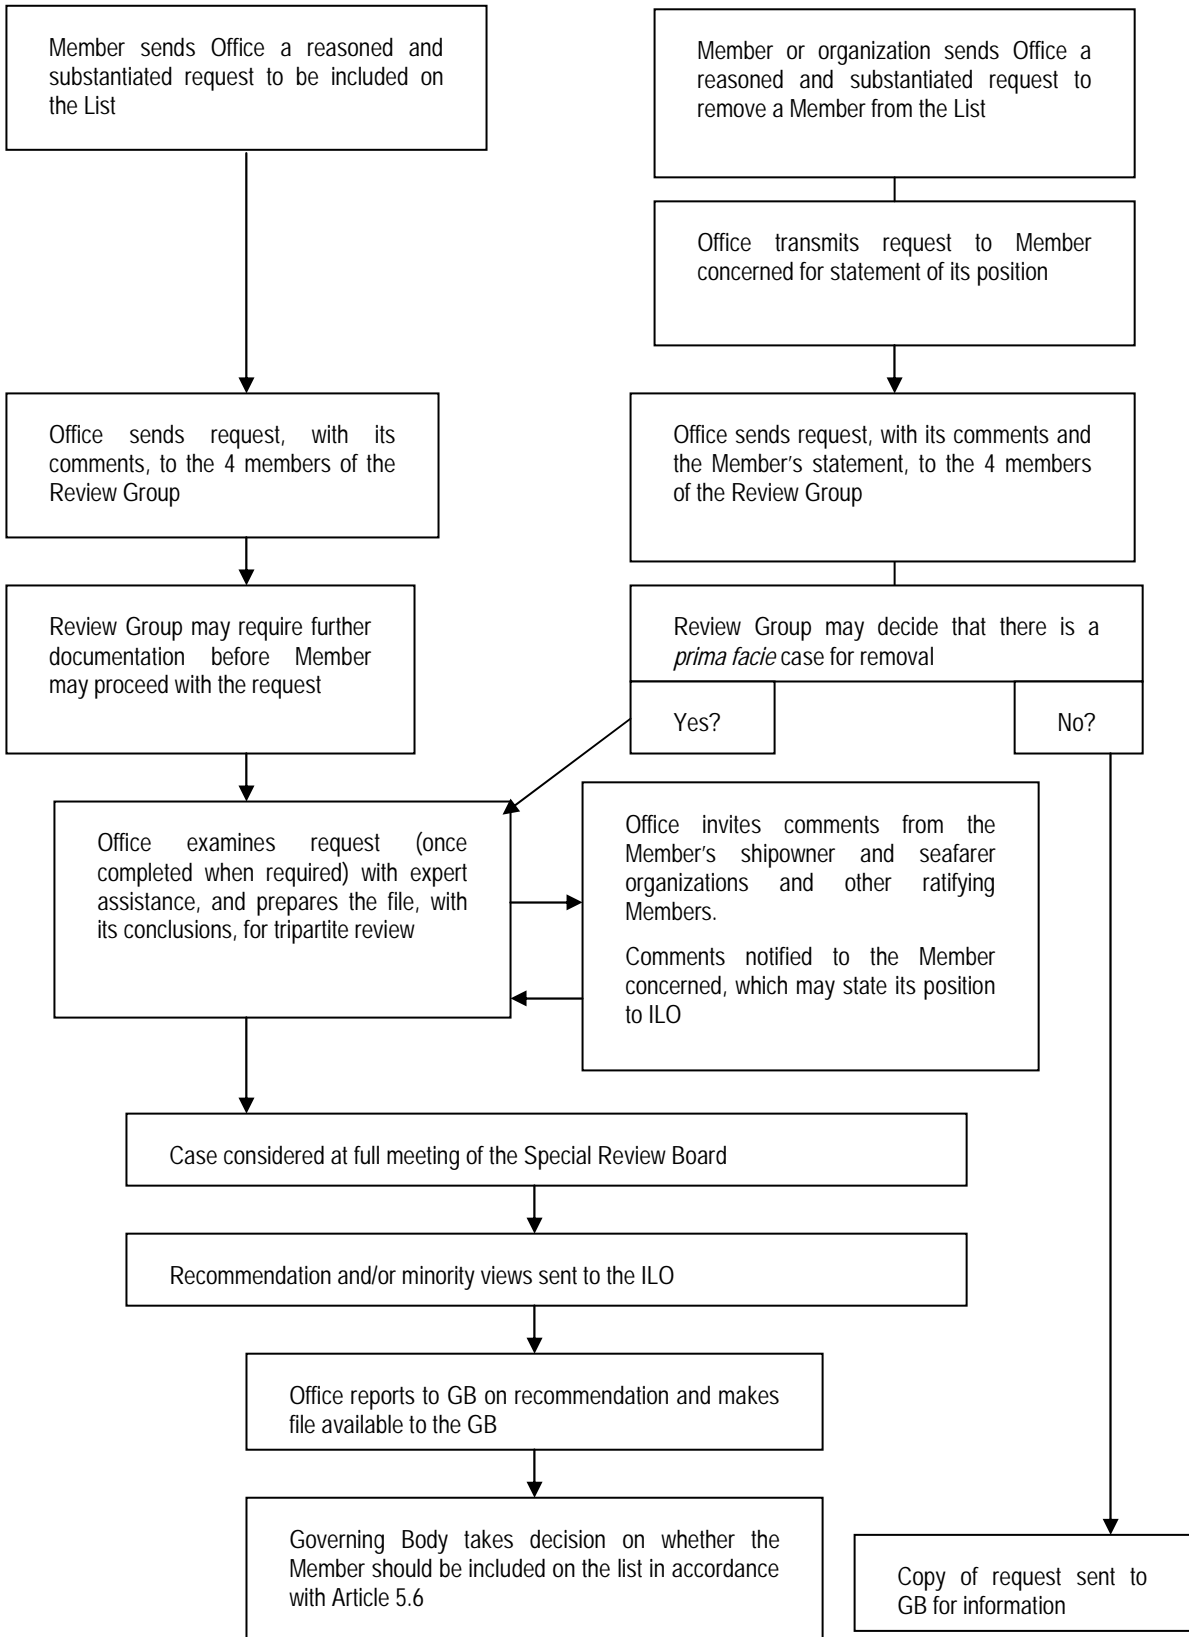 Member sends Office a reasoned and
substantiated request to be included on
the List
Member or organization sends Office a
reasoned and substantiated request to
remove a Member from the List
Office transmits request to Member
concerned for statement of its position
Office sends request, with its
comments, to the 4 members of the
Review Group
Office sends request, with its comments and
the Member's statement, to the 4 members
of the Review Group
Review Group may require further
documentation before Member
may proceed with the request
Review Group may decide that there is a
prima facie case for removal
Yes?
No?
Office examines request (once
completed when required) with expert
assistance, and prepares the file, with
its conclusions, for tripartite review
Office invites comments from the
Member's shipowner and seafarer
organizations and other ratifying
Members.
Comments notified to the Member
concerned, which may state its position
to ILO
Case considered at full meeting of the Special Review Board
Recommendation and/or minority views sent to the ILO
Office reports to GB on recommendation and makes
file available to the GB
Governing Body takes decision on whether the
Member should be included on the list in accordance
with Article 5.6
Copy of request sent to
GB for information